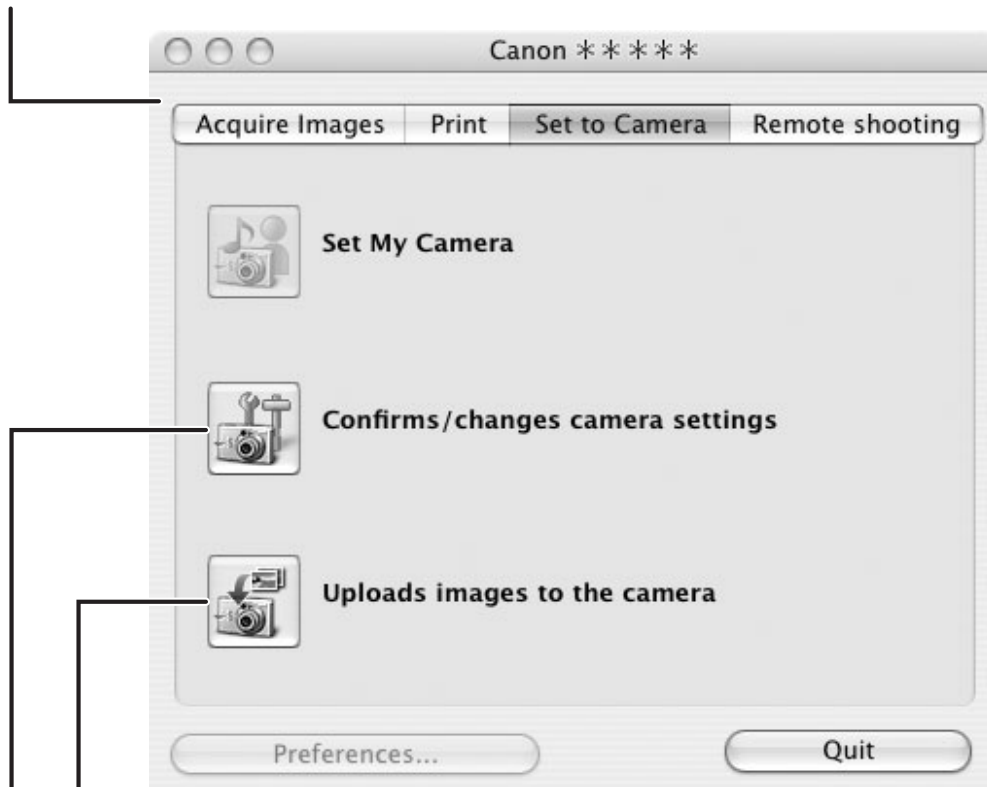 Canon *****
Acquire Images Print Set to Camera Remote shooting
Set My Camera
Confirms/changes camera settings
Uploads images to the camera
Preferences... Quit